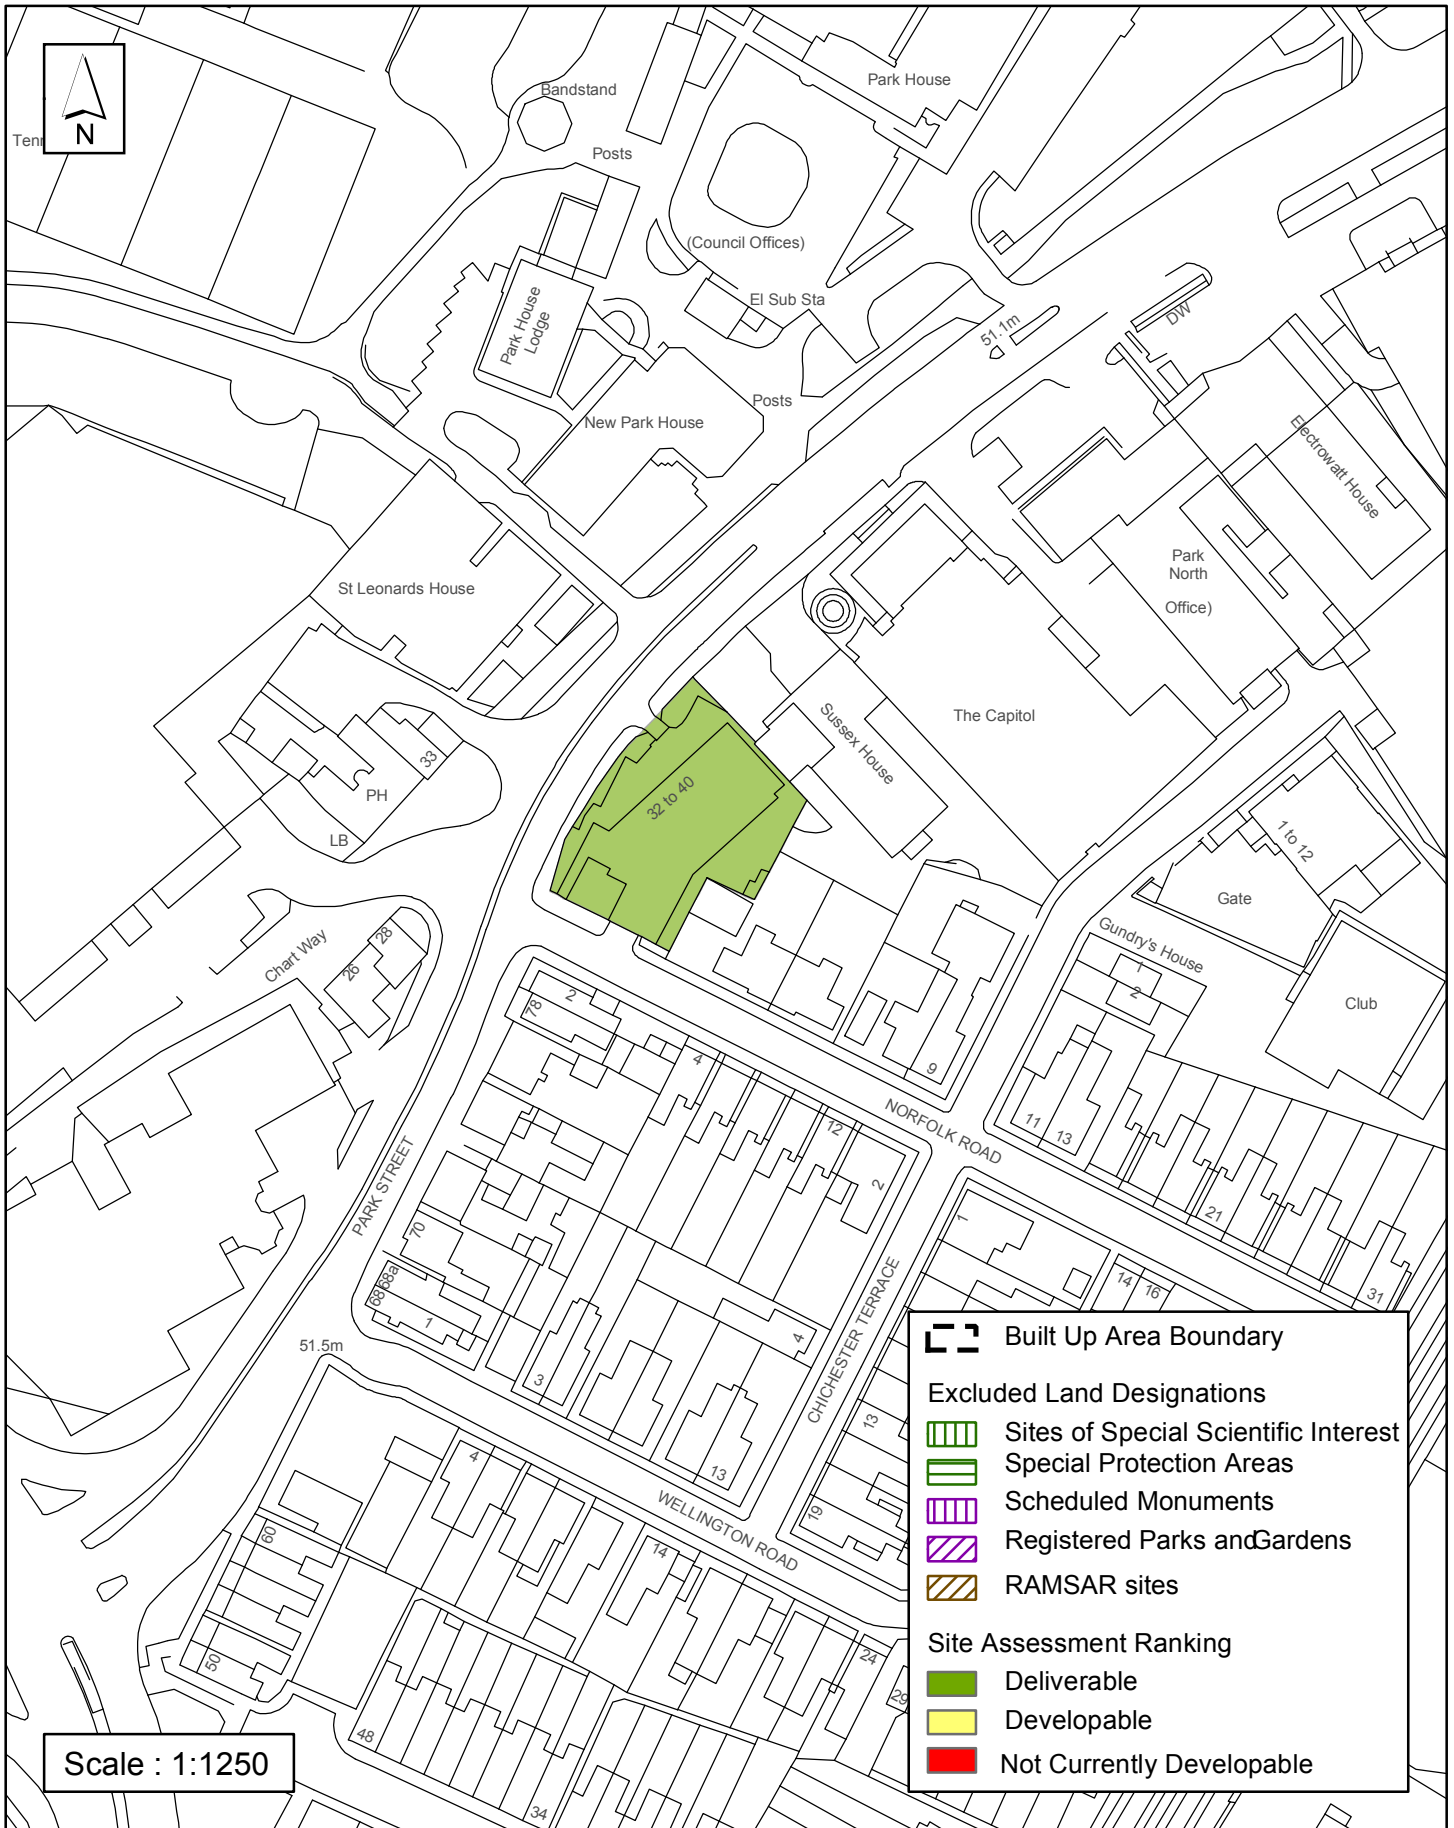 Park House
Bandstand
N
Posts
(Council Offices)
El Sub Sta
Park House
Lodge
51.1m
DW
New Park House
Posts
Electrowatt House
Park
North
Office)
St Leonards House
The Capitol
Sussex House
33
PH
LB
32 to 40
1 to 12
Gate
Gundry's House
Chart Way
28
26
1
2
Club
78
2
4
9
NORFOLK ROAD
11
13
12
2
PARK STREET
70
21
1
68
68a
1
14
16
31
51.5m
4
CHICHESTER TERRACE
3
13
13
4
WELLINGTON ROAD
19
60
14
50
24
29
48
34
Scale : 1:1250
Built Up Area Boundary
Excluded Land Designations
Sites of Special Scientific Interest
Special Protection Areas
Scheduled Monuments
Registered Parks andGardens
RAMSAR sites
Site Assessment Ranking
Deliverable
Developable
Not Currently Developable